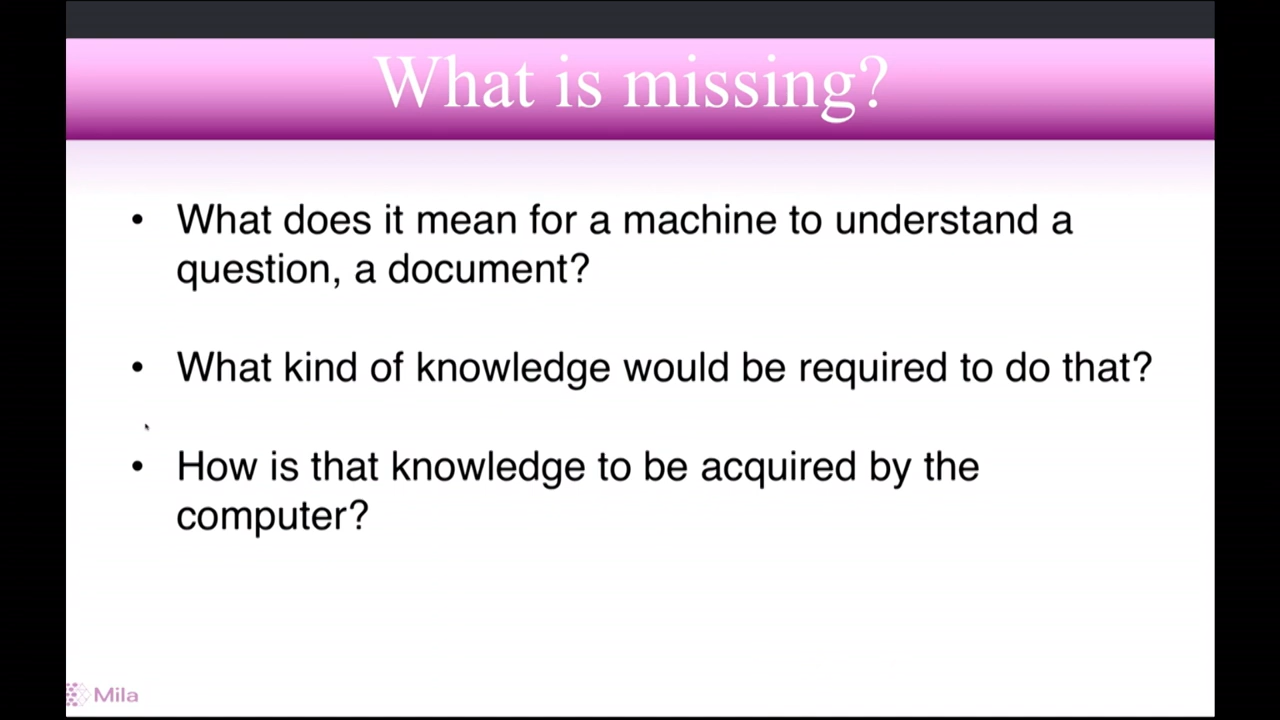 What is missing?
• What does it mean for a machine to understand a
question, a document?
• What kind of knowledge would be required to do that?
• How is that knowledge to be acquired by the
computer?
Mila